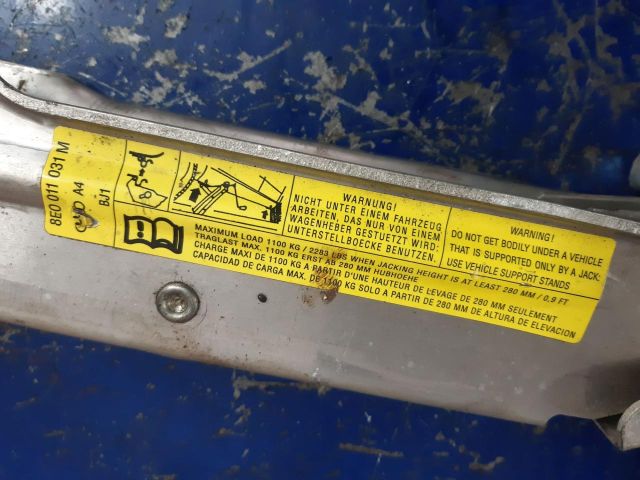 8E0 011 031 M
A4
BJ1
WARNUNG!
NICHT UNTER EINEM FAHRZEUG
ARBEITEN, DAS NUR VON EINEM
WAGENHEBER GESTUETZT WIRD:
UNTERSTELLBOECKE BENUTZEN.
WARNING!
DO NOT GET BODILY UNDER A VEHICLE
THAT IS SUPPORTED ONLY BY A JACK:
USE VEHICLE SUPPORT STANDS
MAXIMUM LOAD 1100 KG / 2283 LBS WHEN JACKING HEIGHT IS AT LEAST 280 MM / 0,9 FT
TRAGLAST MAX. 1100 KG ERST AB 280 MM HUBHOEHE
CHARGE MAXI DE 1100 KG A PARTIR D'UNE HAUTEUR DE LEVAGE DE 280 MM SEULEMENT
CAPACIDAD DE CARGA MAX. DE 1100 KG SOLO A PARTIR DE 280 MM DE ALTURA DE ELEVACION